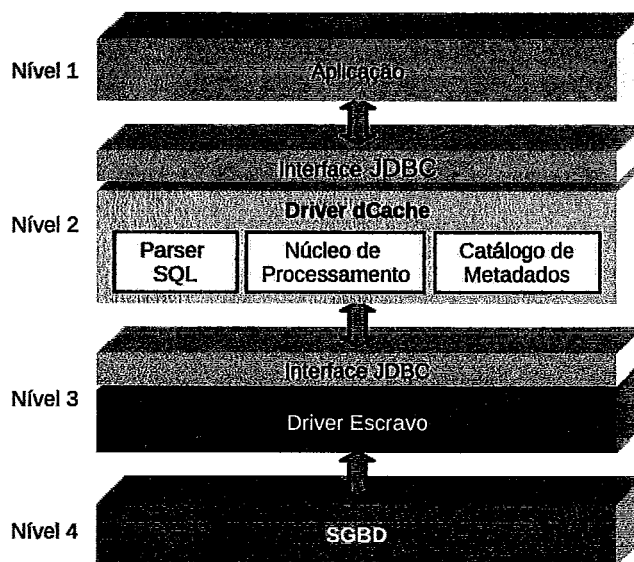 Nível 1
Aplicação
Interface JDBC
Nível 2
Driver dCache
Parser
SQL
Núcleo de
Processamento
Catálogo de
Metadados
Interface JDBC
Nível 3
Driver Escravo
Nível 4
SGBD